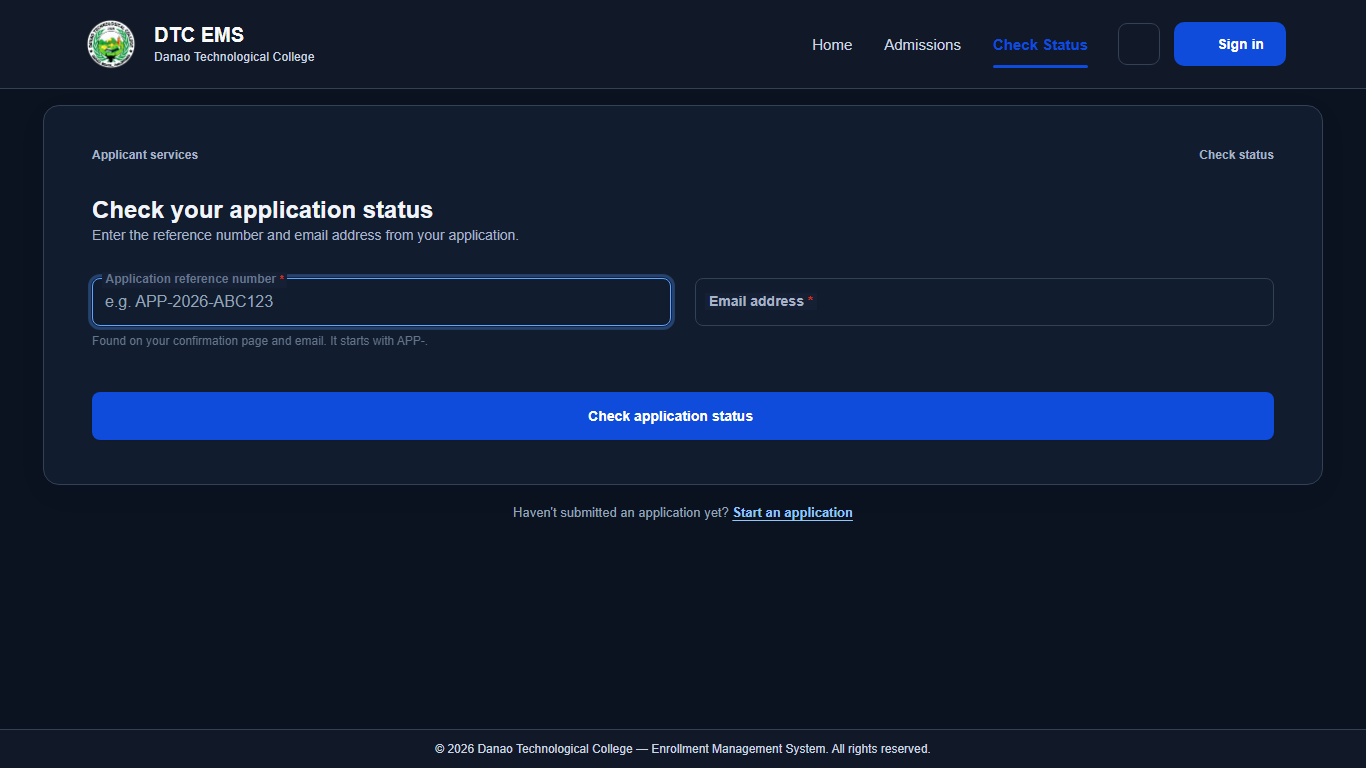 DTC EMS
Danao Technological College
Home
Admissions
Check Status
Sign in
Applicant services
Check status
Check your application status
Enter the reference number and email address from your application.
Application reference number *
e.g. APP-2026-ABC123
Email address *
Found on your confirmation page and email. It starts with APP-.
Check application status
Haven't submitted an application yet? Start an application
© 2026 Danao Technological College — Enrollment Management System. All rights reserved.